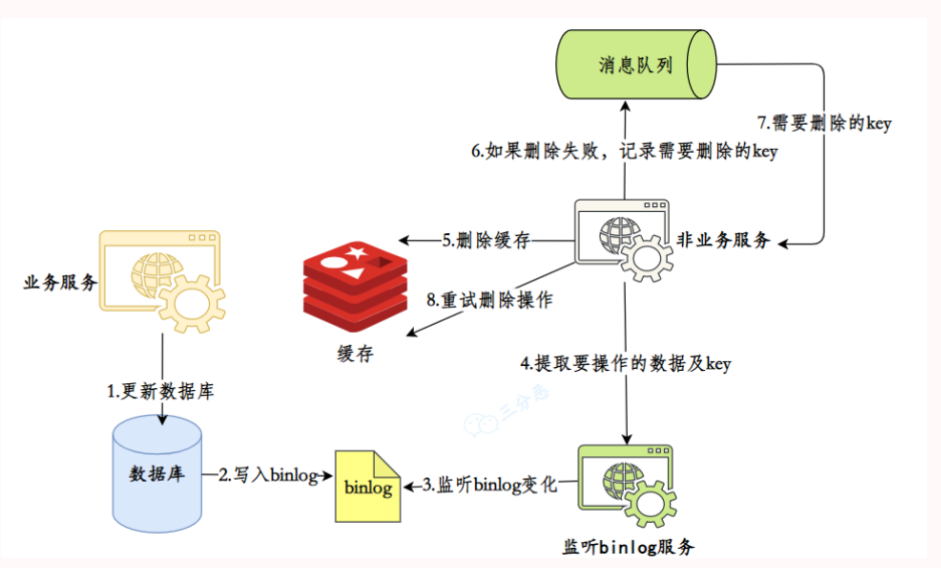 消息队列
7.需要删除的key
6.如果删除失败，记录需要删除的key
5.删除缓存
非业务服务
业务服务
8.重试删除操作
缓存
4.提取要操作的数据及key
1.更新数据库
三分恶
数据库
2.写入binlog
binlog
3.监听binlog变化
监听binlog服务